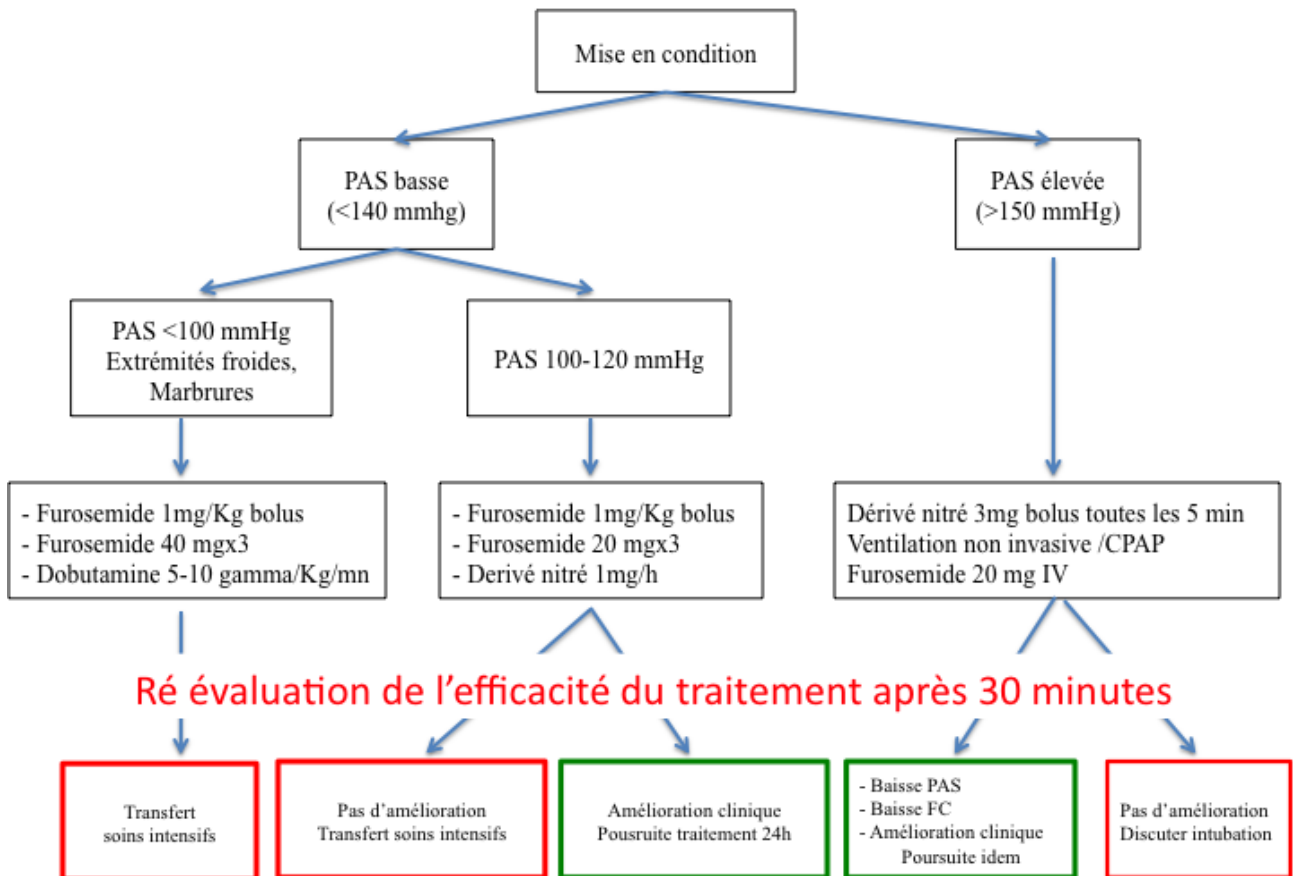 Mise en condition
PAS basse
(<140 mmhg)
PAS élevée
(>150 mmHg)
PAS <100 mmHg
Extrémités froides,
Marbrures
PAS 100-120 mmHg
- Furosemide 1mg/Kg bolus
- Furosemide 40 mgx3
- Dobutamine 5-10 gamma/Kg/mn
- Furosemide 1mg/Kg bolus
- Furosemide 20 mgx3
- Derivé nitré 1mg/h
Dérivé nitré 3mg bolus toutes les 5 min
Ventilation non invasive /CPAP
Furosemide 20 mg IV
Ré évaluation de l'efficacité du traitement après 30 minutes
Transfert
soins intensifs
Pas d'amélioration
Transfert soins intensifs
Amélioration clinique
Pousruite traitement 24h
- Baisse PAS
- Baisse FC
- Amélioration clinique
Poursuite idem
Pas d'amélioration
Discuter intubation